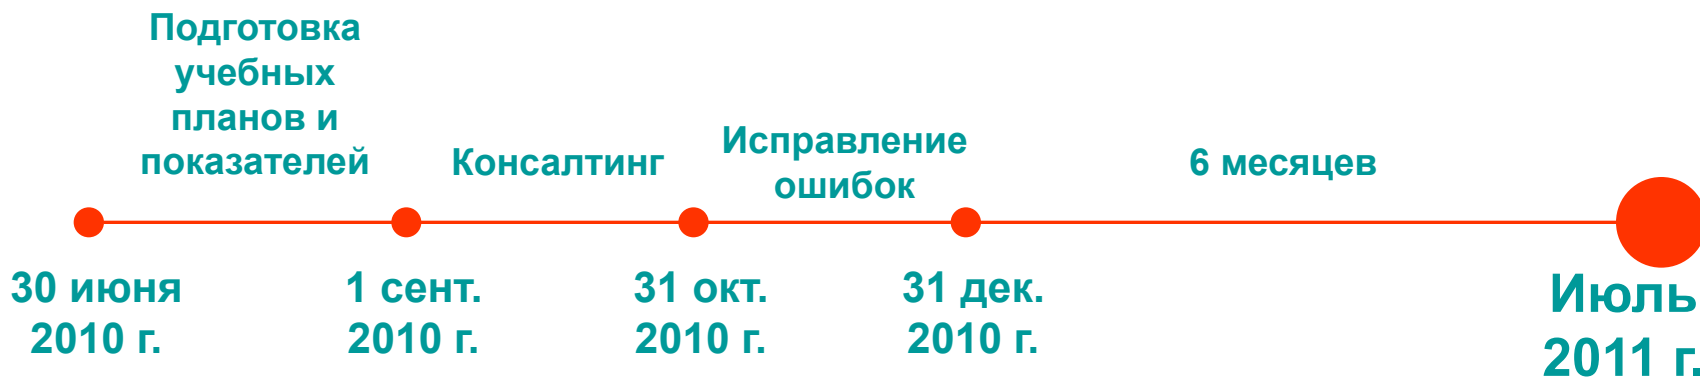 Подготовка
учебных
планов и
показателей
Консалтинг
Исправление
ошибок
6 месяцев
30 июня
2010 г.
1 сент.
2010 г.
31 окт.
2010 г.
31 дек.
2010 г.
Июль
2011 г.